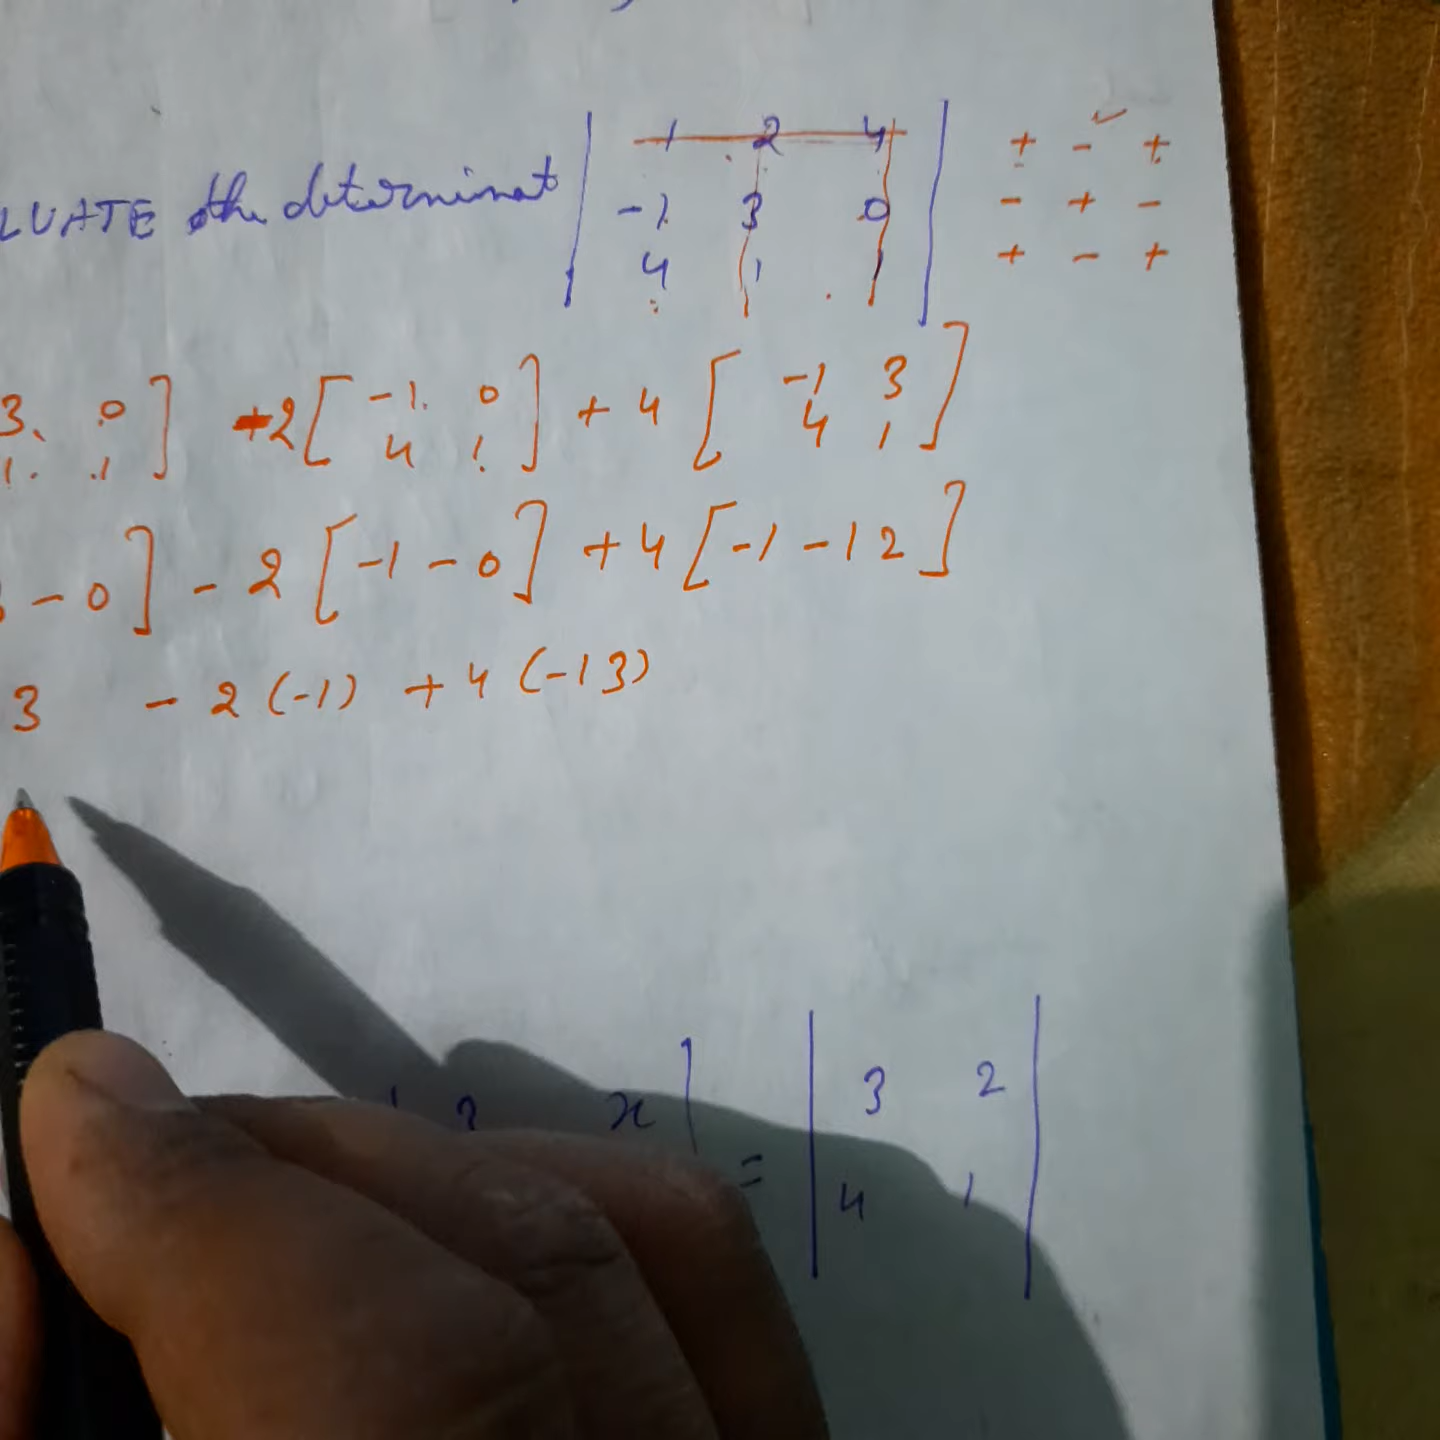 LUATE the determinat | 1 2 4 | + - +
| -1 3 0 | - + -
| 4 1 1 | + - +
3 0 ] -2 [ -1 0 ] + 4 [ -1 3 ]
1 1 ] [ 4 1 ] [ 4 1 ]
- 0 ] - 2 [ -1 - 0 ] + 4 [ -1 - 12 ]
3 - 2 (-1) + 4 (-13)
x | = | 3 2 |
| 4 1 |